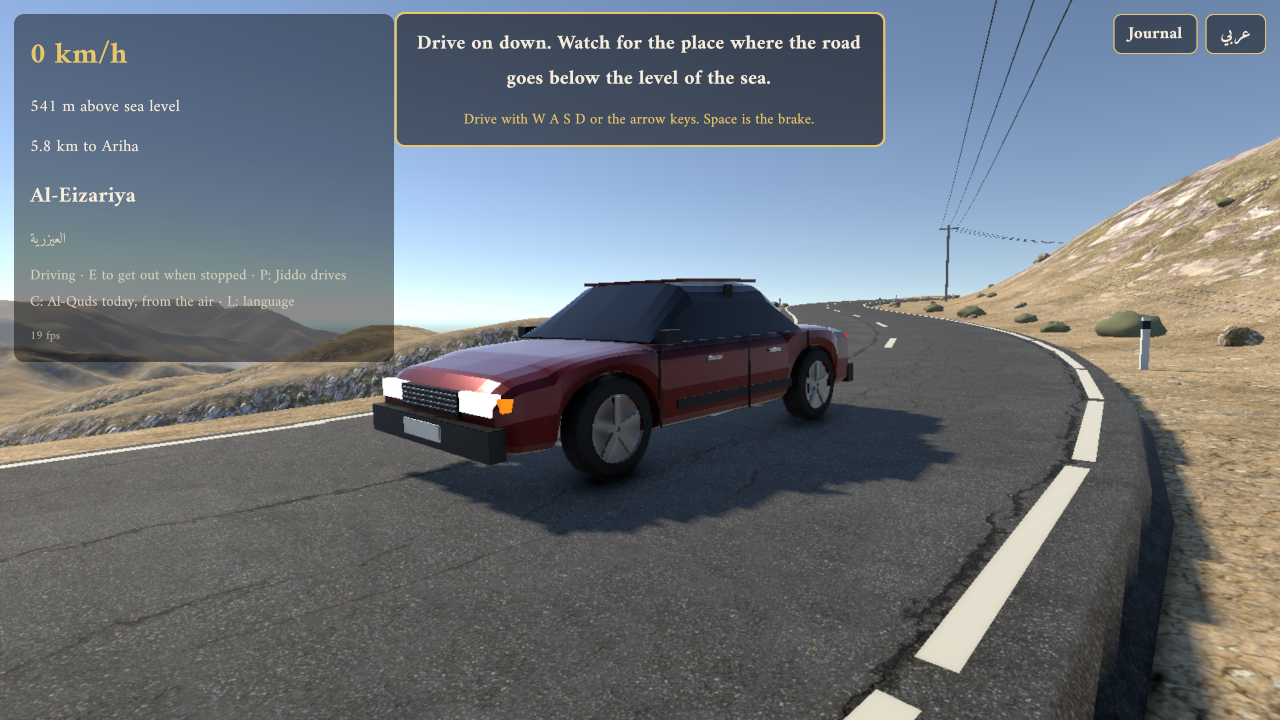 0 km/h
541 m above sea level
5.8 km to Ariha
Al-Eizariya
العيزرية
Driving · E to get out when stopped · P: Jiddo drives
C: Al-Quds today, from the air · L: language
19 fps
Drive on down. Watch for the place where the road
goes below the level of the sea.
Drive with W A S D or the arrow keys. Space is the brake.
Journal
عربي